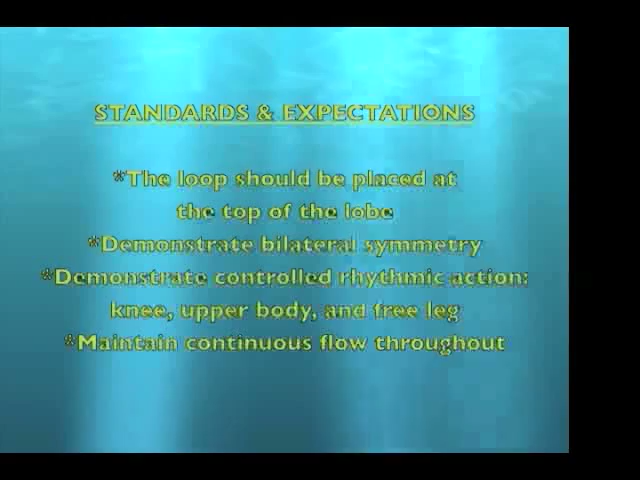 STANDARDS & EXPECTATIONS
*The loop should be placed at
the top of the lobe
*Demonstrate bilateral symmetry
*Demonstrate controlled rhythmic action:
knee, upper body, and free leg
*Maintain continuous flow throughout